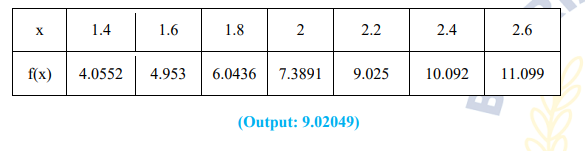 x 1.4 1.6 1.8 2 2.2 2.4 2.6
f(x) 4.0552 4.953 6.0436 7.3891 9.025 10.092 11.099
(Output: 9.02049)